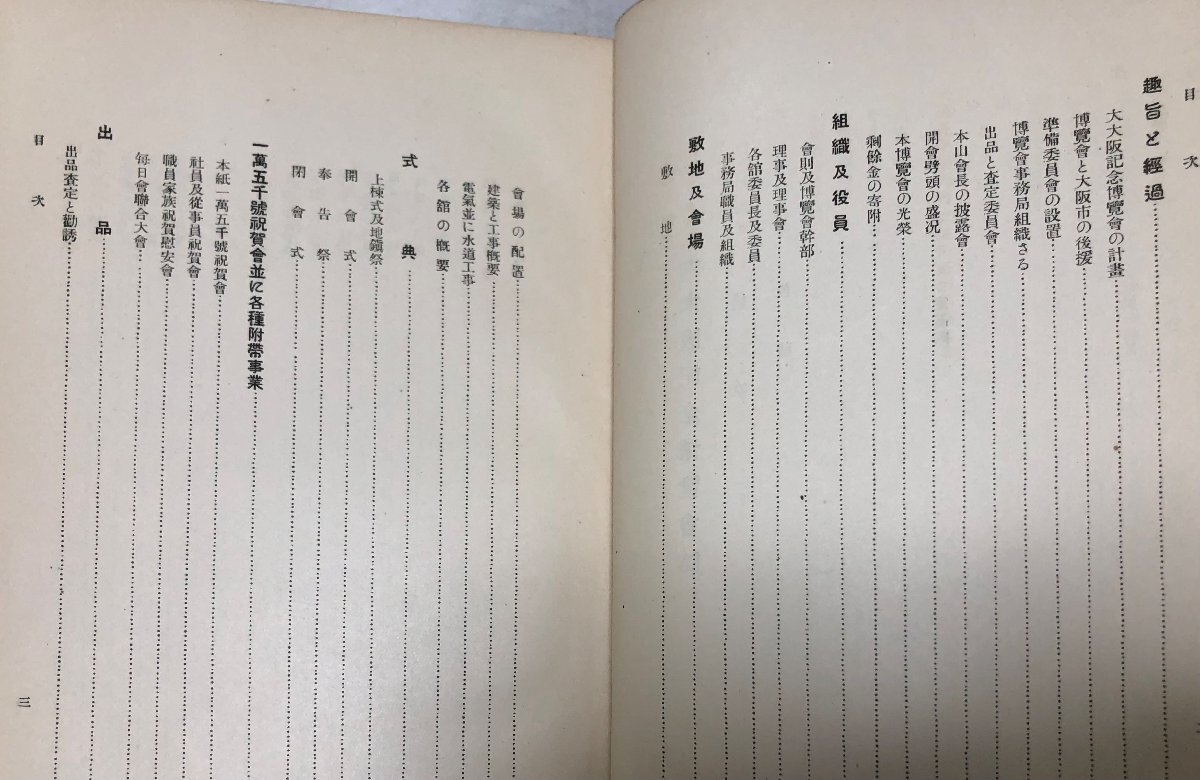 目次
趣旨と經過
大大阪記念博覽會の計畫
博覽會と大阪市の後援
準備委員會の設置
博覽會事務局組織さる
出品と査定委員會
本山會長の披露會
開會劈頭の盛況
本博覽會の光榮
剰餘金の寄附
組織及役員
會則及博覽會幹部
理事及理事會
各舘委員長及委員
事務局職員及組織
敷地及會場
敷地
會場の配置
建築と工事概要
電氣並に水道工事
各舘の概要
式典
上棟式及地鎭祭
開會式
奉告祭
閉會式
一萬五千號祝賀會並に各種附帶事業
本紙一萬五千號祝賀會
社員及從事員祝賀會
職員家族祝賀慰安會
每日會聯合大會
出品
出品査定と勸誘
目次
三